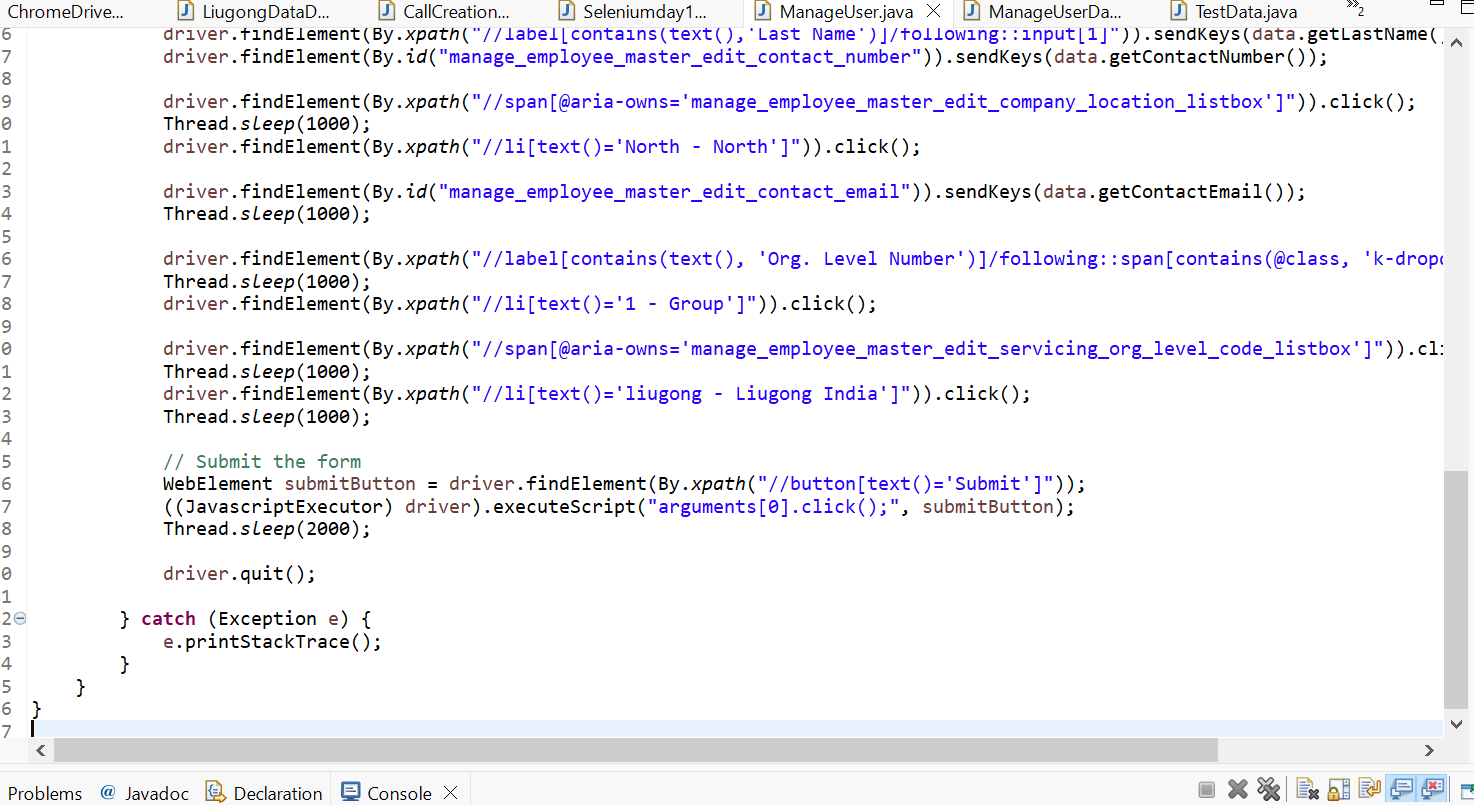 ChromeDrive... LiugongDataD... CallCreation... Seleniumday1... ManageUser.java ManageUserDa... TestData.java »2
6 driver.findElement(By.xpath("//label[contains(text(),'Last Name')]/following::input[1]")).sendKeys(data.getLastName(
7 driver.findElement(By.id("manage_employee_master_edit_contact_number")).sendKeys(data.getContactNumber());
8
9 driver.findElement(By.xpath("//span[@aria-owns='manage_employee_master_edit_company_location_listbox']")).click();
0 Thread.sleep(1000);
1 driver.findElement(By.xpath("//li[text()='North - North']")).click();
2
3 driver.findElement(By.id("manage_employee_master_edit_contact_email")).sendKeys(data.getContactEmail());
4 Thread.sleep(1000);
5
6 driver.findElement(By.xpath("//label[contains(text(), 'Org. Level Number')]/following::span[contains(@class, 'k-dropd
7 Thread.sleep(1000);
8 driver.findElement(By.xpath("//li[text()='1 - Group']")).click();
9
0 driver.findElement(By.xpath("//span[@aria-owns='manage_employee_master_edit_servicing_org_level_code_listbox']")).cli
1 Thread.sleep(1000);
2 driver.findElement(By.xpath("//li[text()='liugong - Liugong India']")).click();
3 Thread.sleep(1000);
4
5 // Submit the form
6 WebElement submitButton = driver.findElement(By.xpath("//button[text()='Submit']"));
7 ((JavascriptExecutor) driver).executeScript("arguments[0].click();", submitButton);
8 Thread.sleep(2000);
9
0 driver.quit();
1
2 } catch (Exception e) {
3 e.printStackTrace();
4 }
5 }
6 }
7
Problems @ Javadoc Declaration Console